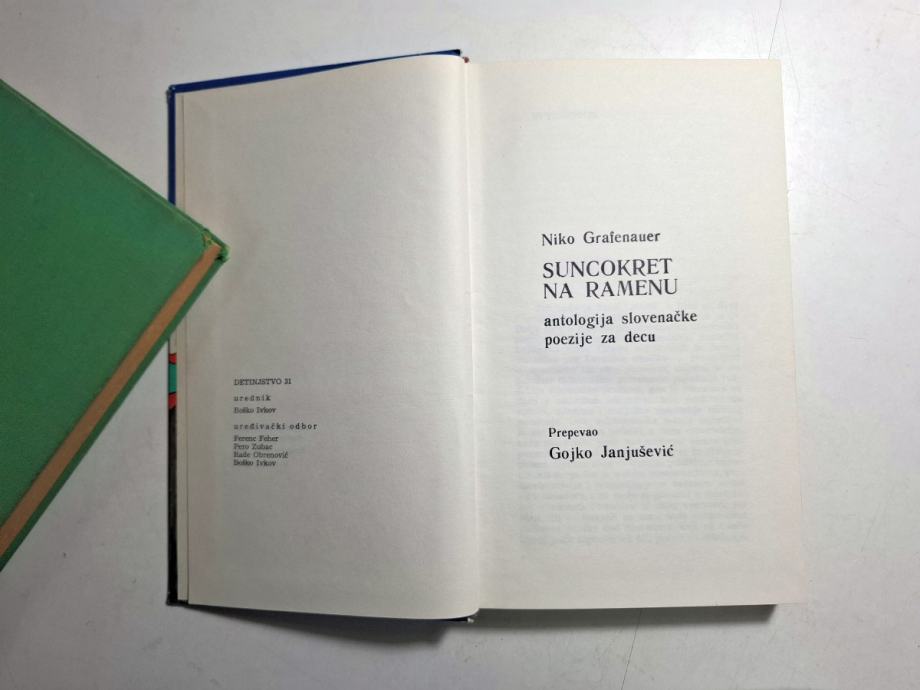 DETINJSTVO 31
urednik
Boško Ivkov
uređivački odbor
Ferenc Feher
Pero Zubac
Rade Obrenović
Boško Ivkov
Niko Grafenauer
SUNCOKRET
NA RAMENU
antologija slovenačke
poezije za decu
Prepevao
Gojko Janjušević